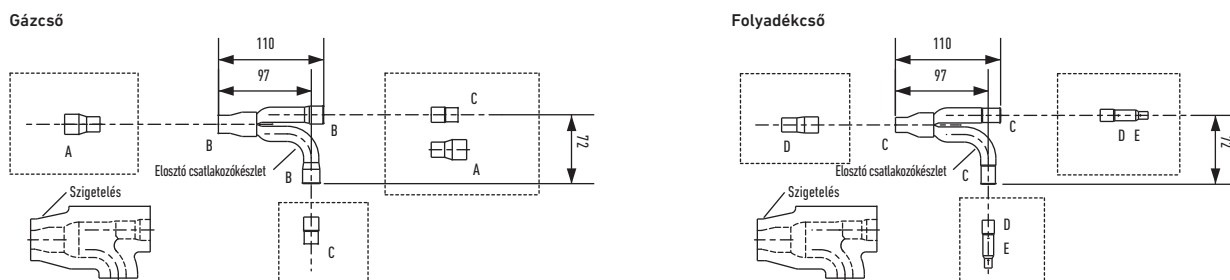 Gázcső
110
97
C
A
B
B
A
72
Elosztó csatlakozókészlet
B
Szigetelés
C
Folyadékcső
110
97
D
C
C
D E
72
Elosztó csatlakozókészlet
C
Szigetelés
D
E